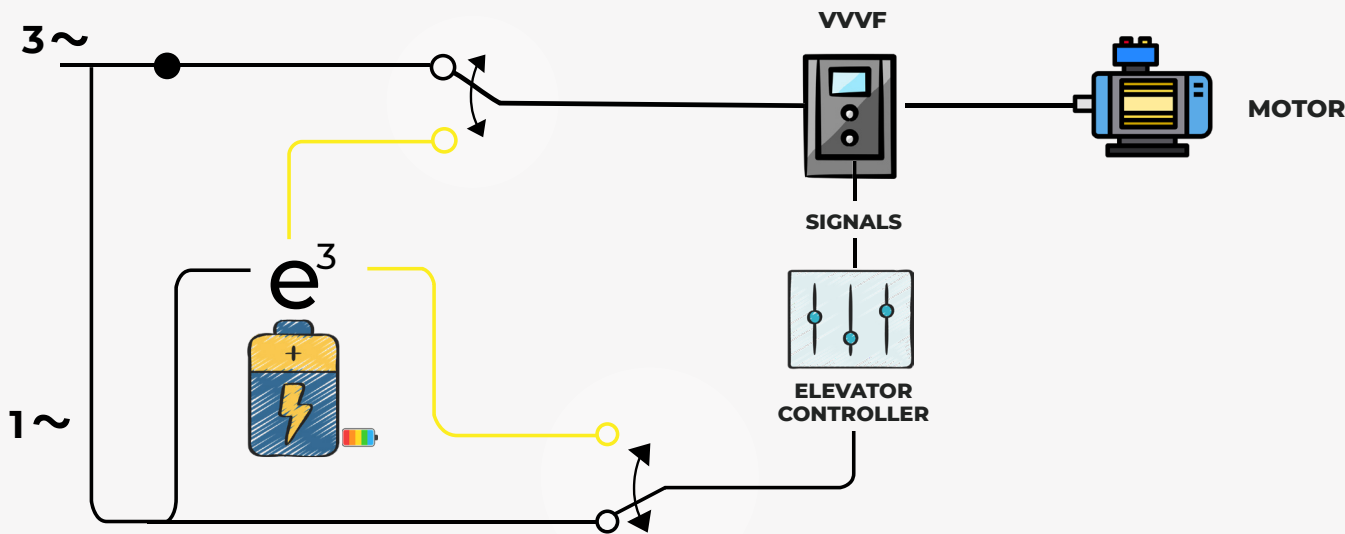 VVVF
3~
MOTOR
SIGNALS
e³
+
ELEVATOR
CONTROLLER
1~